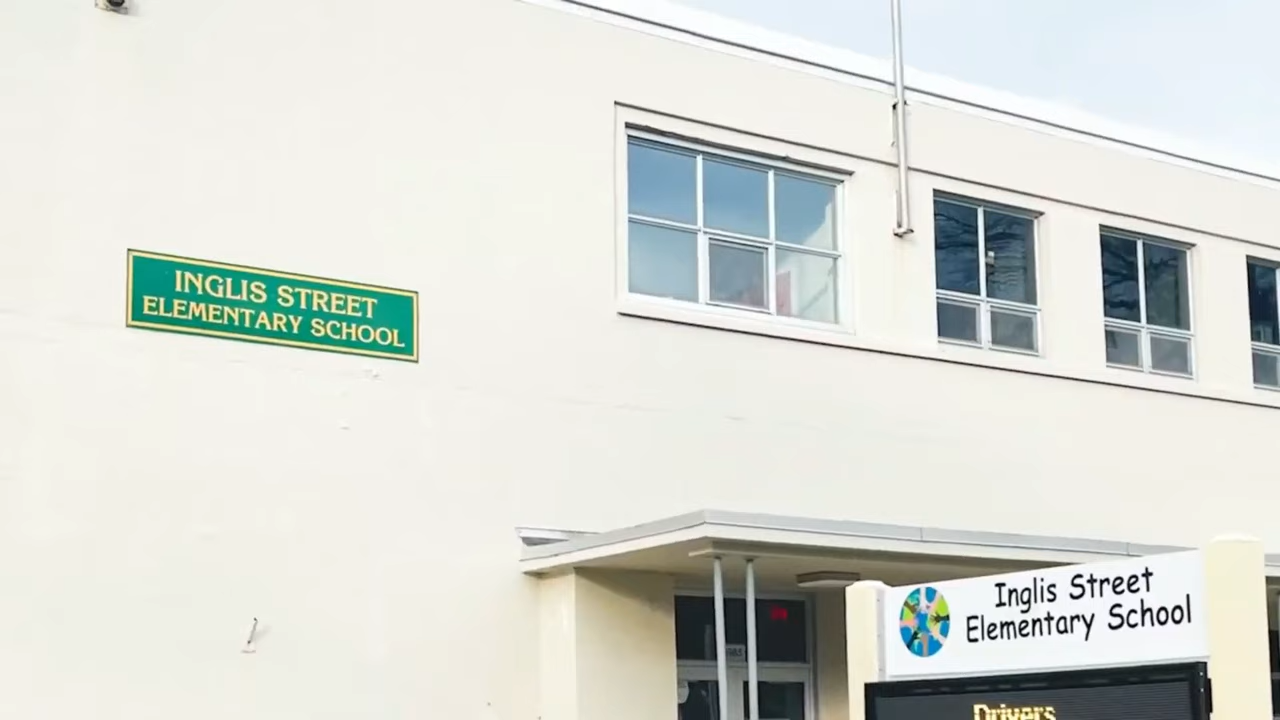 INGLIS STREET
ELEMENTARY SCHOOL
Inglis Street
Elementary School
Drivers